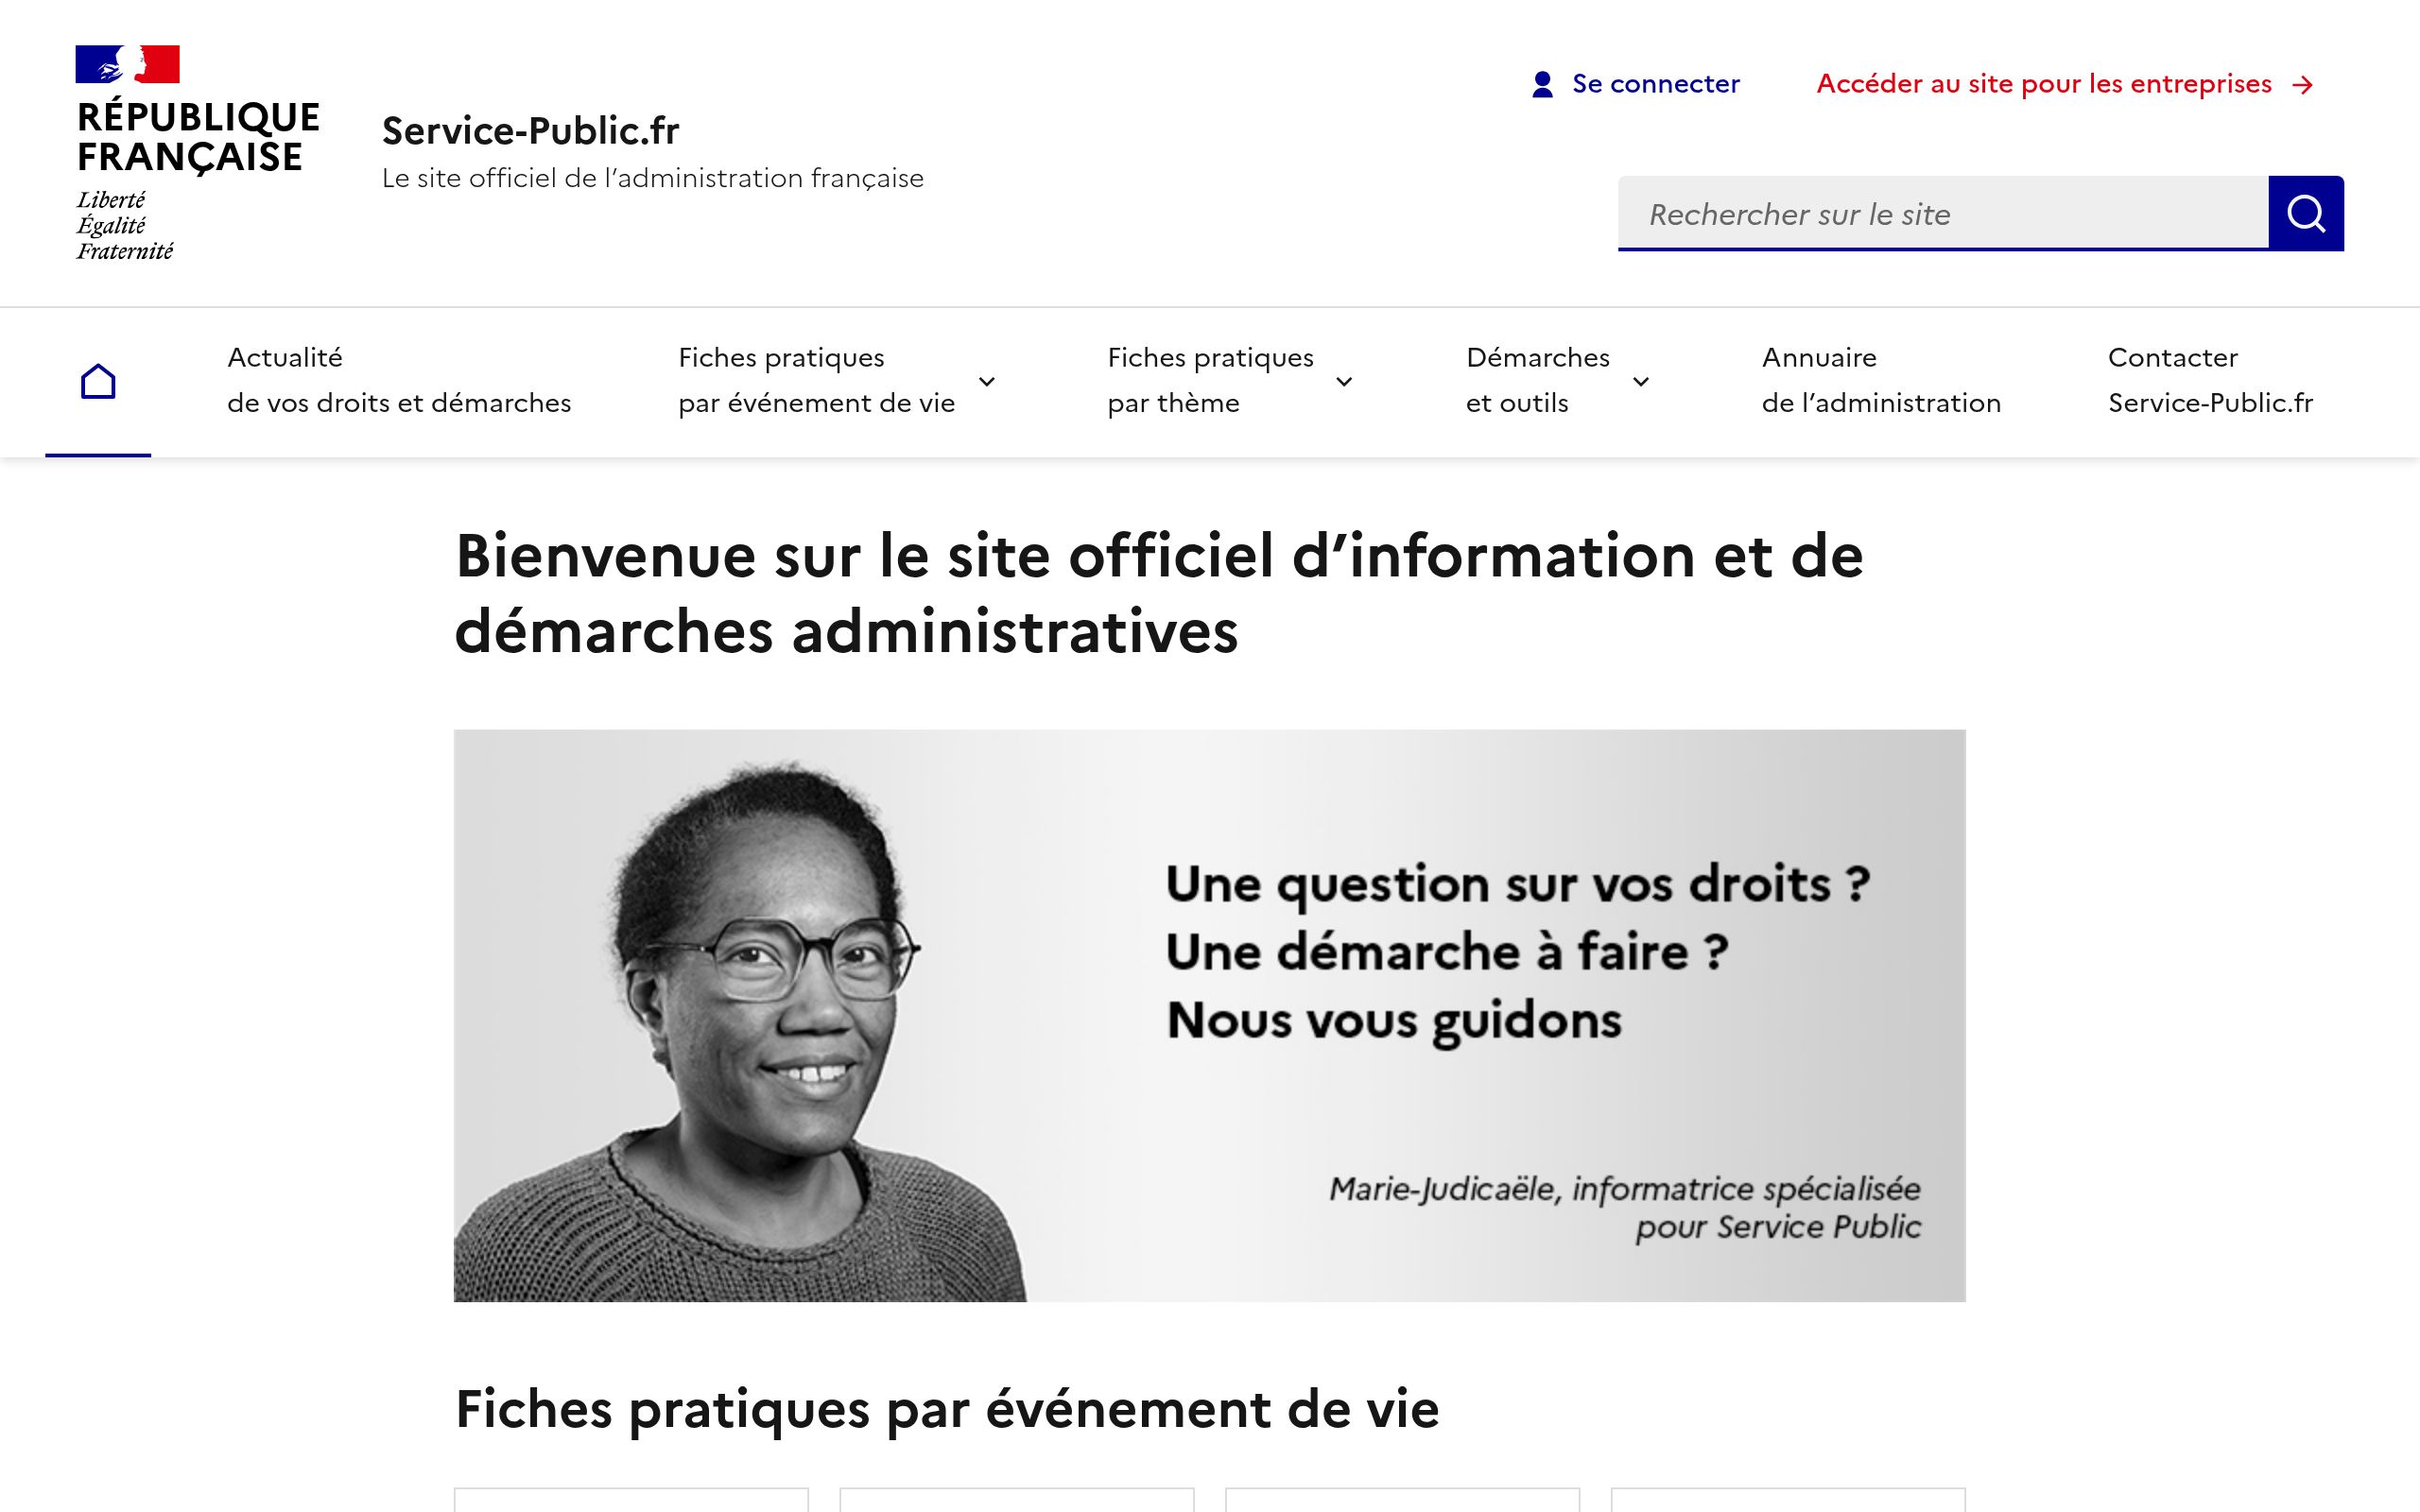 RÉPUBLIQUE
FRANÇAISE
Liberté
Égalité
Fraternité
Service-Public.fr
Le site officiel de l’administration française
Se connecter
Accéder au site pour les entreprises
Rechercher sur le site
Actualité
de vos droits et démarches
Fiches pratiques
par événement de vie
Fiches pratiques
par thème
Démarches
et outils
Annuaire
de l’administration
Contacter
Service-Public.fr
Bienvenue sur le site officiel d’information et de
démarches administratives
Une question sur vos droits ?
Une démarche à faire ?
Nous vous guidons
Marie-Judicaële, informatrice spécialisée
pour Service Public
Fiches pratiques par événement de vie